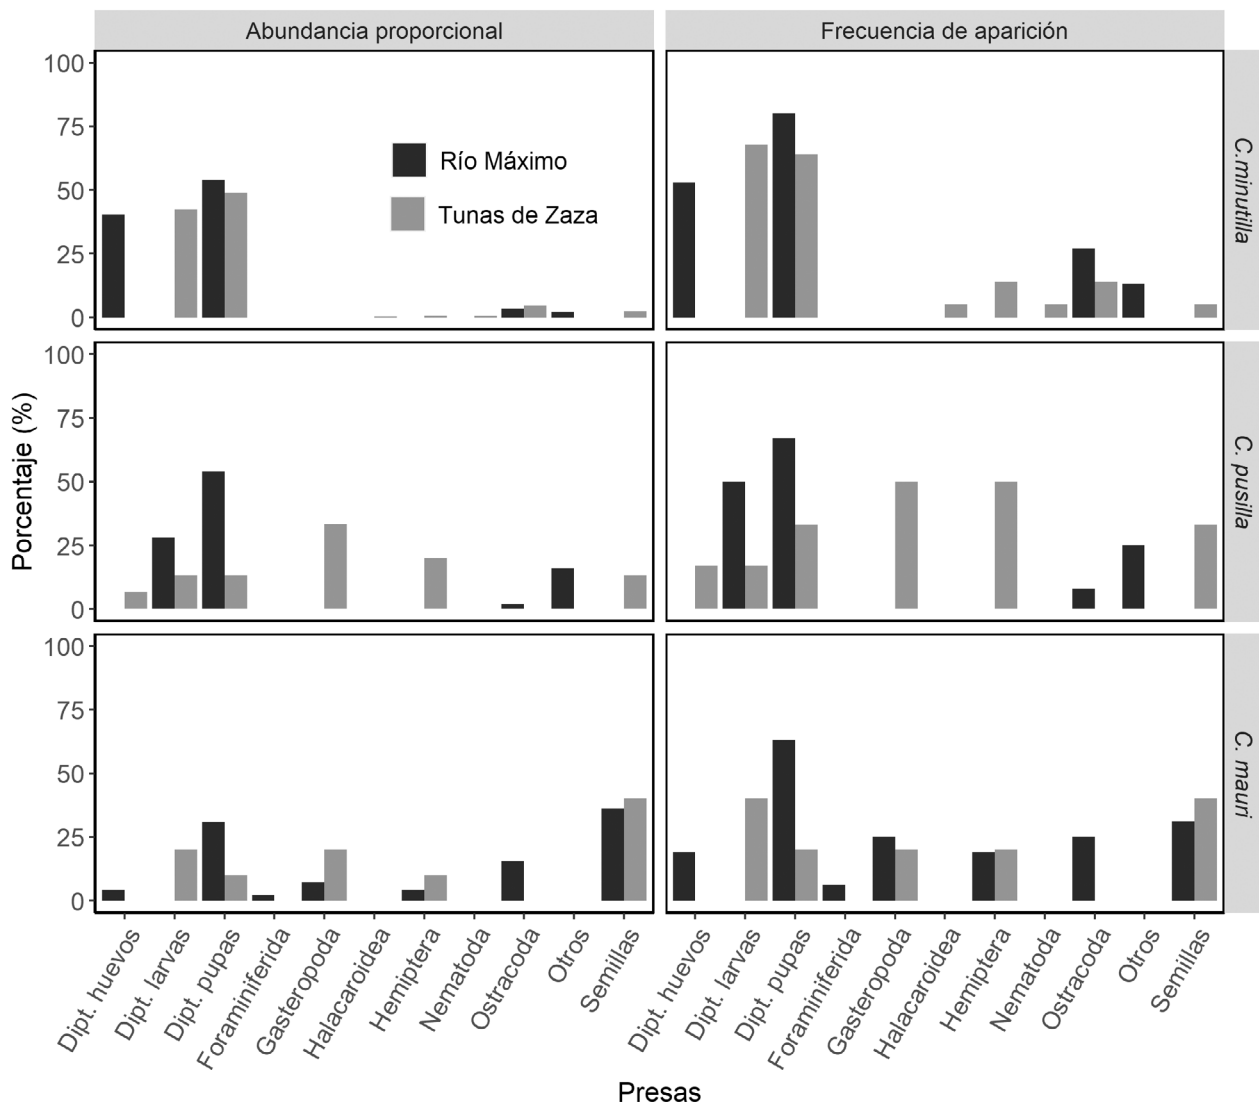 Abundancia proporcional
Frecuencia de aparición
100
75
50
25
0
Río Máximo
Tunas de Zaza
C.minutilla
100
75
50
25
0
C. pusilla
100
75
50
25
0
C. mauri
Porcentaje (%)
Dipt. huevos
Dipt. larvas
Dipt. pupas
Foraminiferida
Gasteropoda
Halacaroidea
Hemiptera
Nematoda
Ostracoda
Otros
Semillas
Dipt. huevos
Dipt. larvas
Dipt. pupas
Foraminiferida
Gasteropoda
Halacaroidea
Hemiptera
Nematoda
Ostracoda
Otro
Semillas
Presas